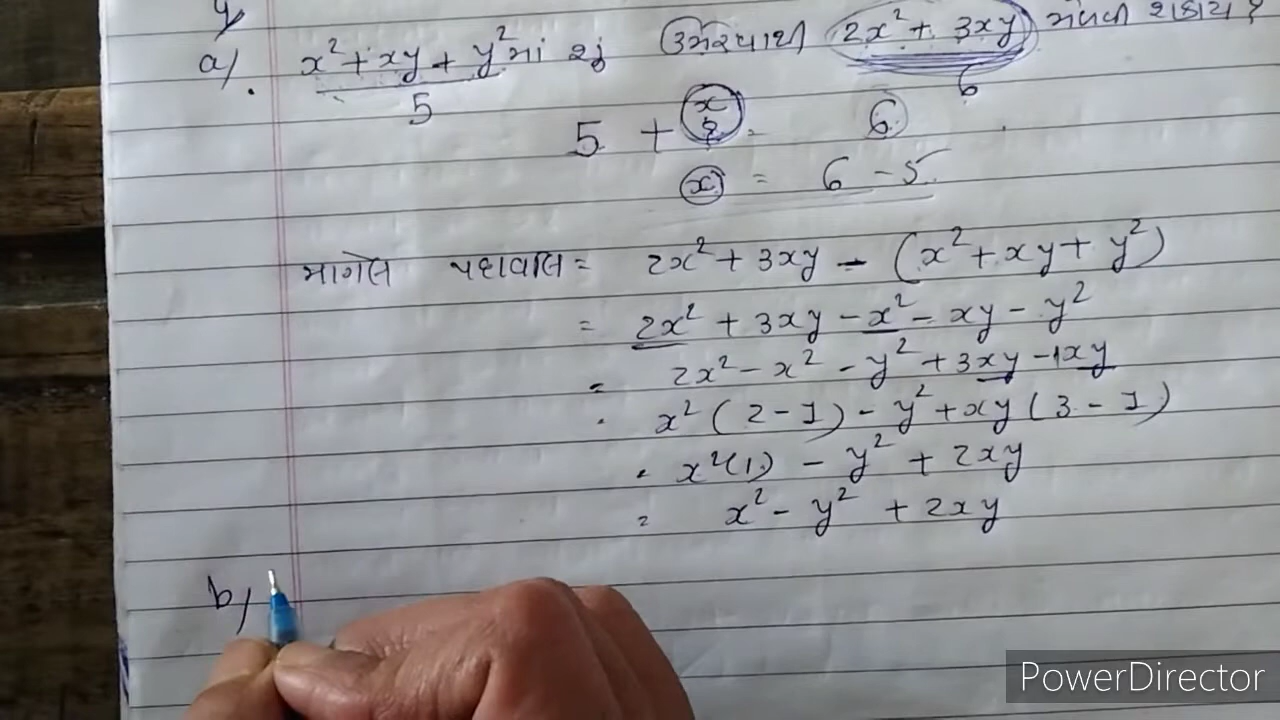 a). x² + xy + y² માં શું ઉમેરવાથી 2x² + 3xy મેળવી શકાય ?
5 6
5 + x ? = 6
x = 6 - 5
માગેલ પદાવલિ = 2x² + 3xy - (x² + xy + y²)
= 2x² + 3xy - x² - xy - y²
= 2x² - x² - y² + 3xy - 1xy
x² (2 - 1) - y² + xy (3 - 1)
x² (1) - y² + 2xy
= x² - y² + 2xy
b/
PowerDirector